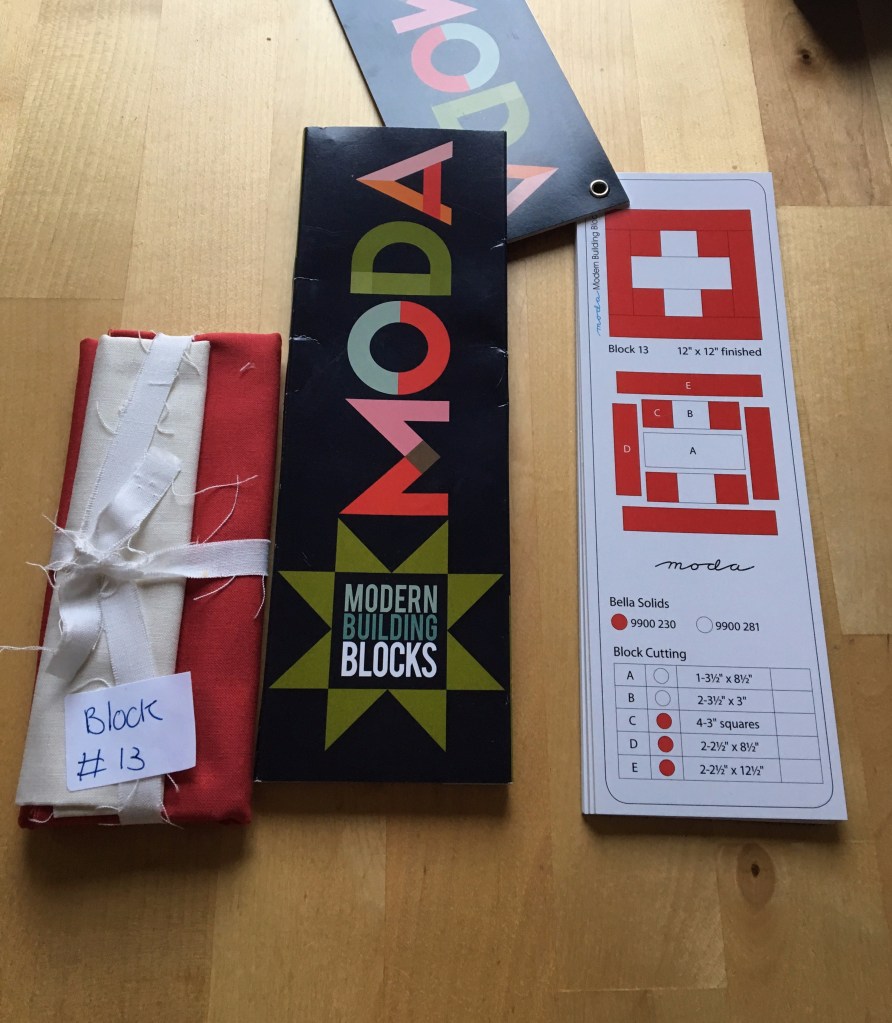 MODA
Block
# 13
MODA
MODERN
BUILDING
BLOCKS
moda Modern Building Blo
Block 13 12" x 12" finished
E
C B
D
A
moda
Bella Solids
9900 230 9900 281
Block Cutting
A 1-3½" x 8½"
B 2-3½" x 3"
C 4-3" squares
D 2-2½" x 8½"
E 2-2½" x 12½"